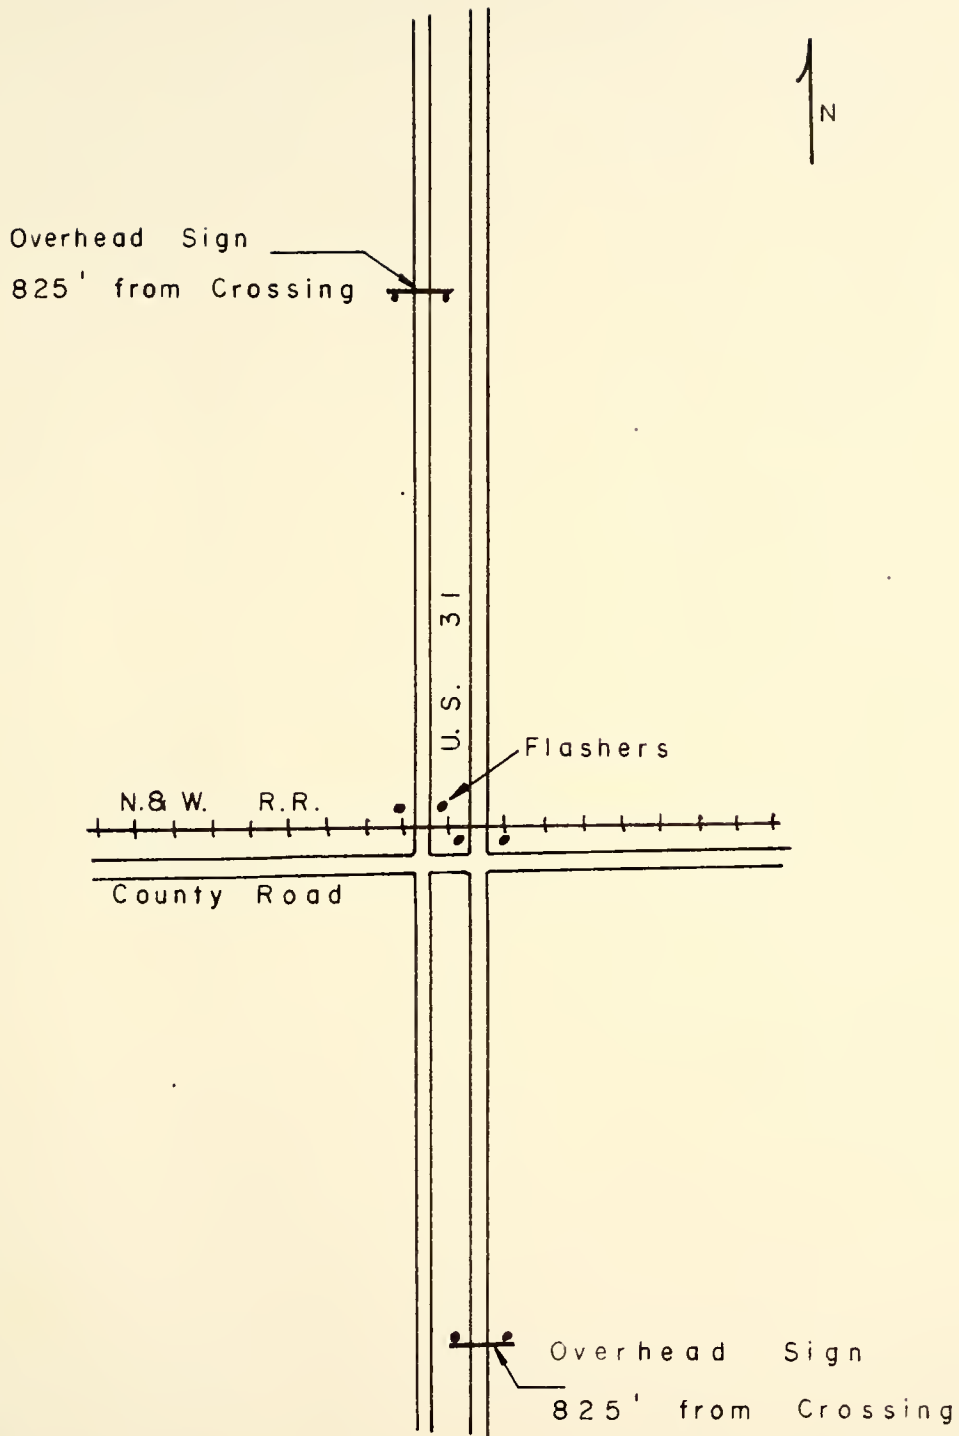 N
Overhead Sign
825' from Crossing
U.S. 31
Flashers
N.&W. R.R.
County Road
Overhead Sign
825' from Crossing